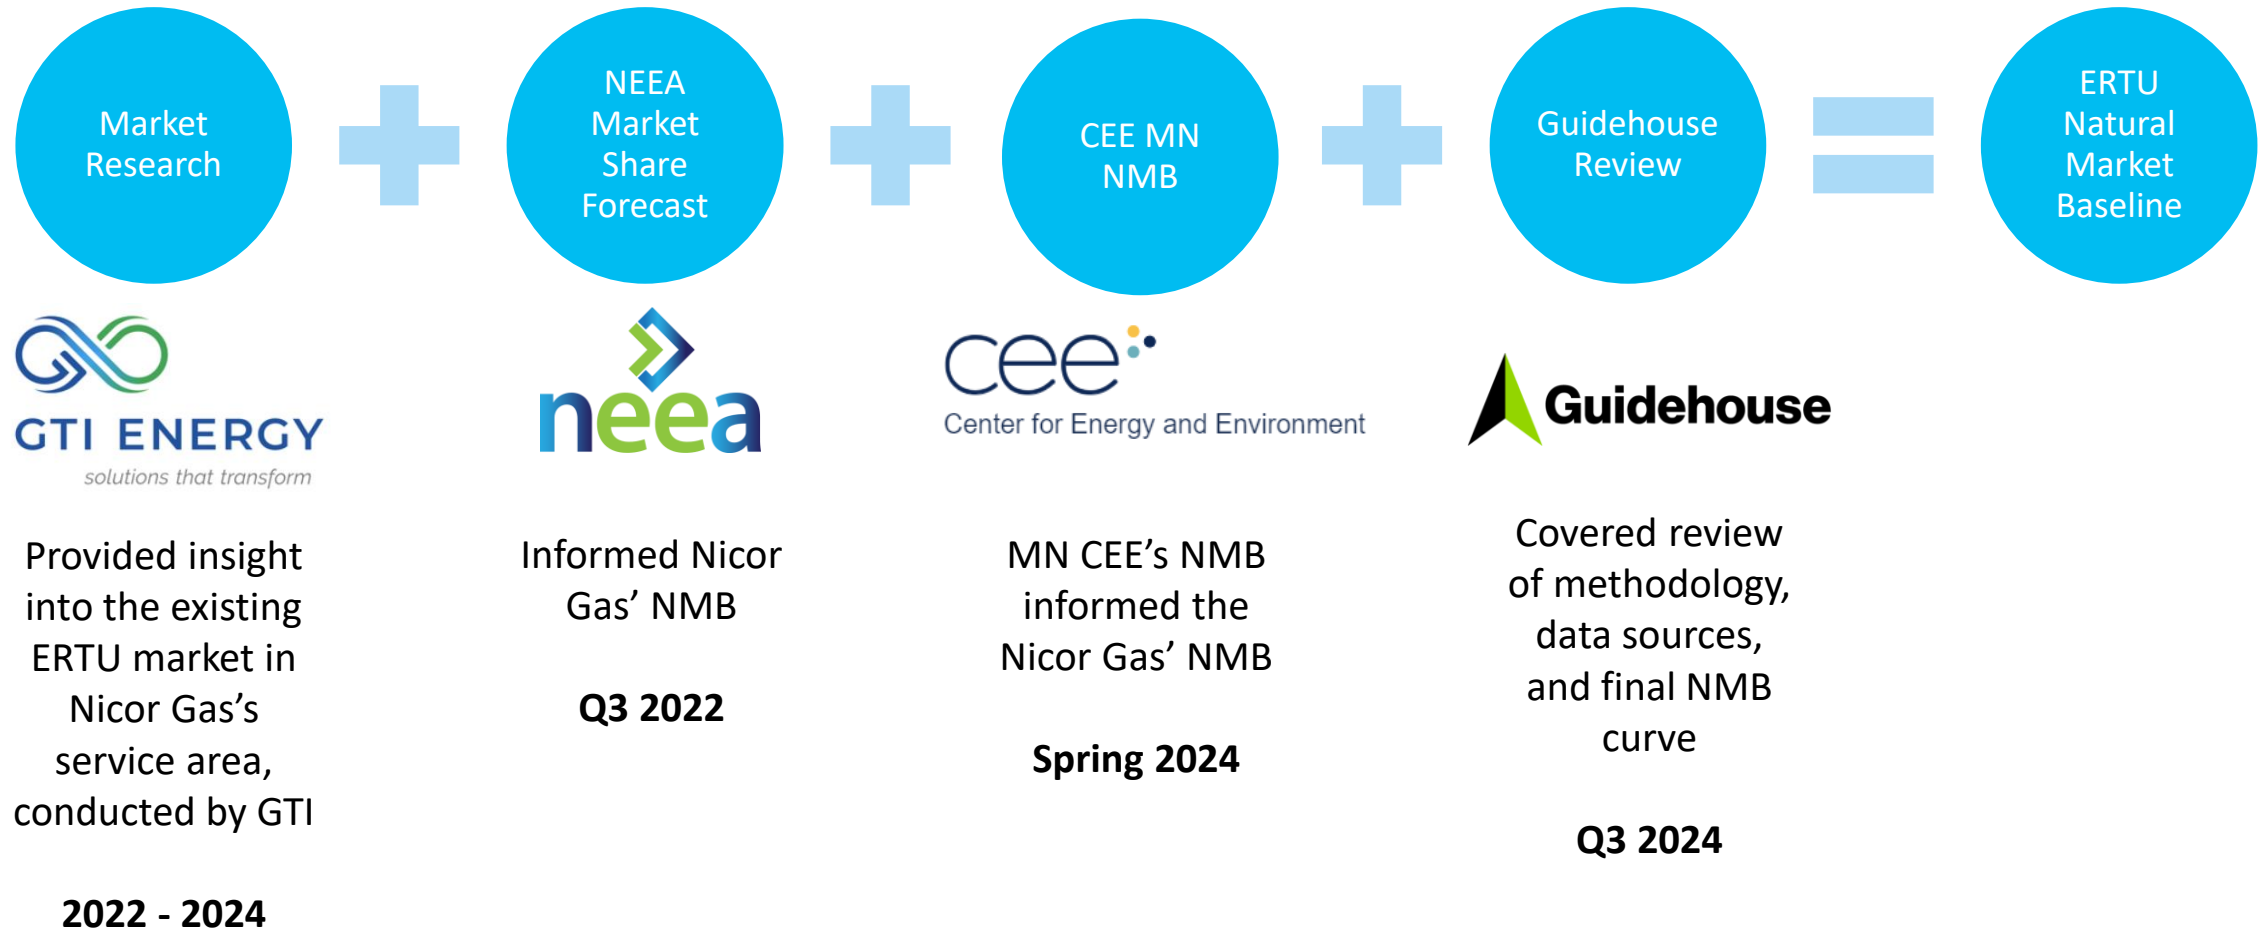 Market
Research
NEEA
Market
Share
Forecast
CEE MN
NMB
Guidehouse
Review
ERTU
Natural
Market
Baseline
GTI ENERGY
solutions that transform
neea
cee
Center for Energy and Environment
Guidehouse
Provided insight
into the existing
ERTU market in
Nicor Gas’s
service area,
conducted by GTI
2022 - 2024
Informed Nicor
Gas’ NMB
Q3 2022
MN CEE’s NMB
informed the
Nicor Gas’ NMB
Spring 2024
Covered review
of methodology,
data sources,
and final NMB
curve
Q3 2024